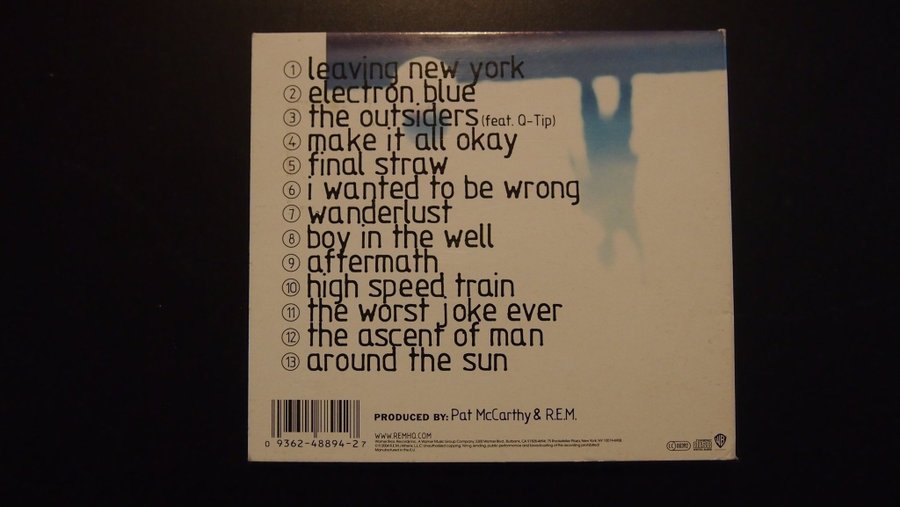 1 leaving new york
2 electron blue
3 the outsiders (feat. Q-Tip)
4 make it all okay
5 final straw
6 i wanted to be wrong
7 wanderlust
8 boy in the well
9 aftermath
10 high speed train
11 the worst joke ever
12 the ascent of man
13 around the sun
PRODUCED BY: Pat McCarthy & R.E.M.
WWW.REMHQ.COM
0 9362-48894-2 7
Manufactured in the E.U.